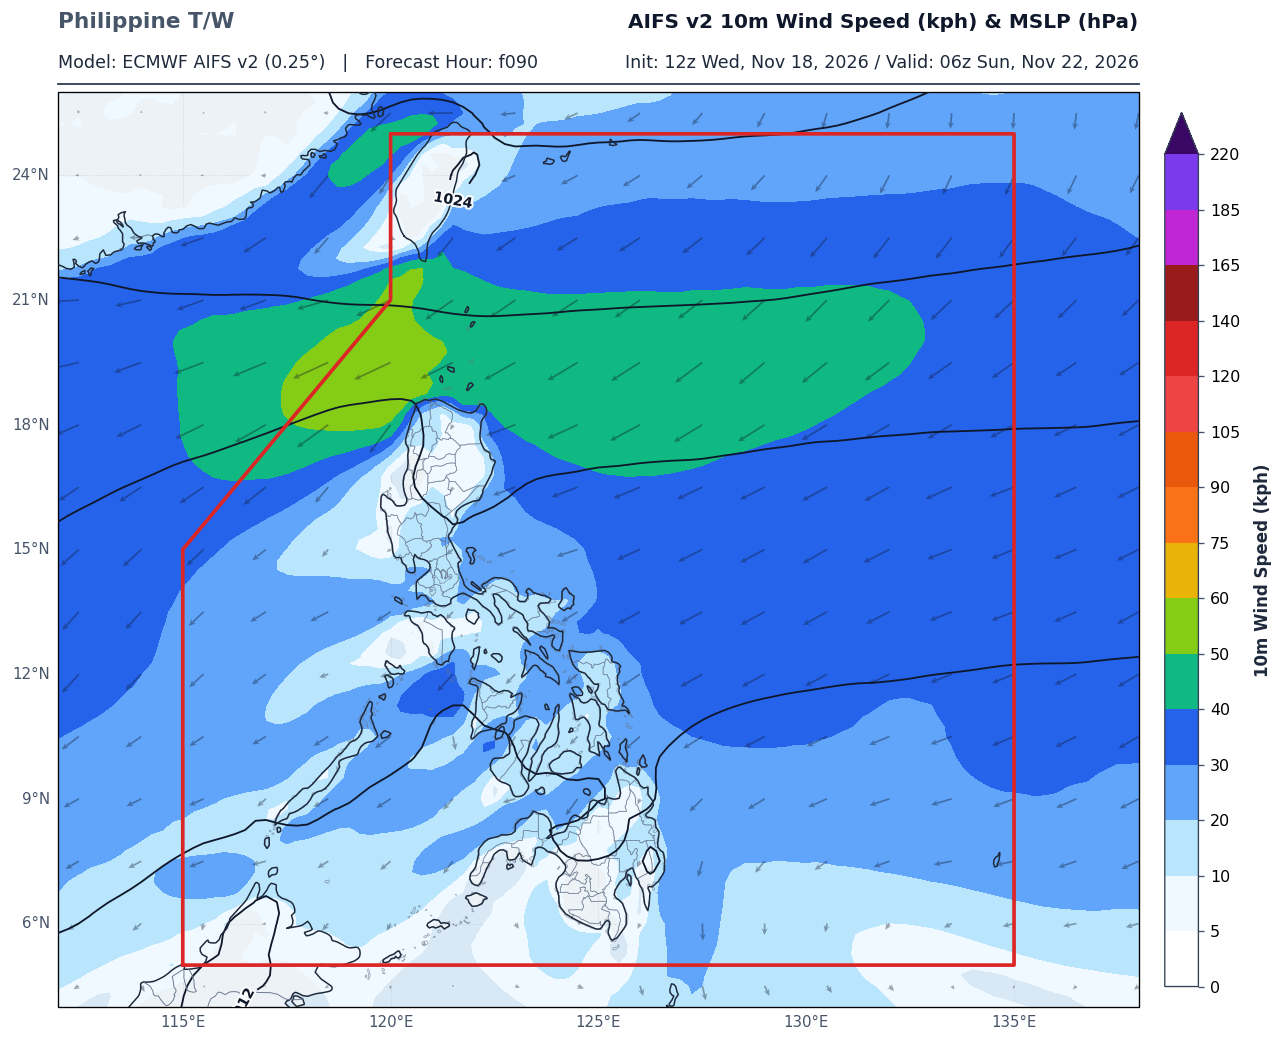 Philippine T/W
AIFS v2 10m Wind Speed (kph) & MSLP (hPa)
Model: ECMWF AIFS v2 (0.25°) | Forecast Hour: f090
Init: 12z Wed, Nov 18, 2026 / Valid: 06z Sun, Nov 22, 2026
24°N
21°N
18°N
15°N
12°N
9°N
6°N
1024
115°E
120°E
125°E
130°E
135°E
220
185
165
140
120
105
90
75
60
50
40
30
20
10
5
0
10m Wind Speed (kph)